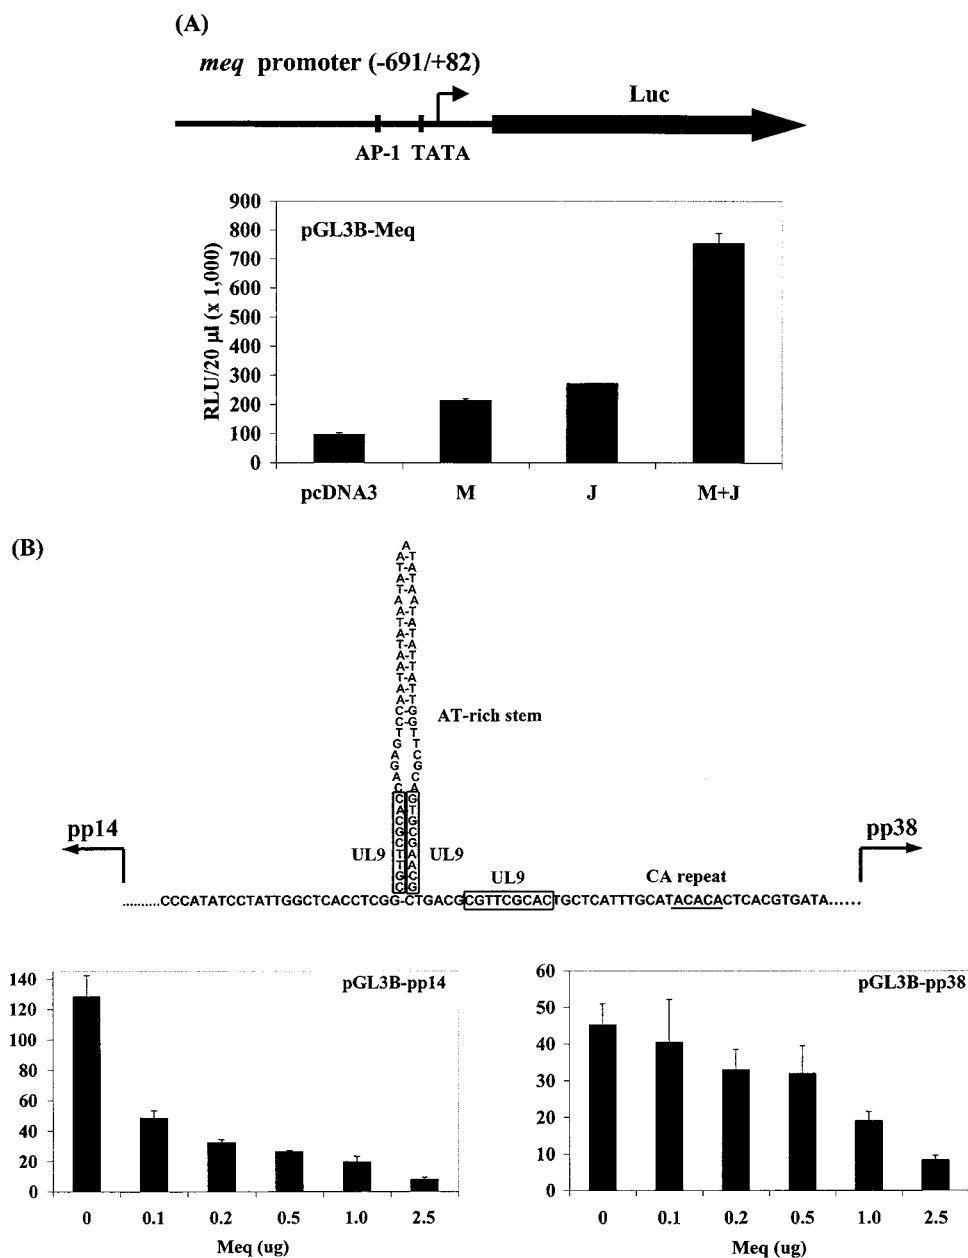 (A)
meq promoter (-691/+82)
Luc
AP-1 TATA
pGL3B-Meq
RLU/20 µl (x 1,000)
900
800
700
600
500
400
300
200
100
0
pcDNA3 M J M+J
(B)
AT-rich stem
pp14
pp38
UL9 UL9
UL9
CA repeat
.........CCCATATCCTATTGGCTCACCTCGG-CTGACGCGTTCGCACTGCTCATTTGCATACACACTCACGTGATA......
pGL3B-pp14
140
120
100
80
60
40
20
0
0 0.1 0.2 0.5 1.0 2.5
Meq (ug)
pGL3B-pp38
60
50
40
30
20
10
0
0 0.1 0.2 0.5 1.0 2.5
Meq (ug)